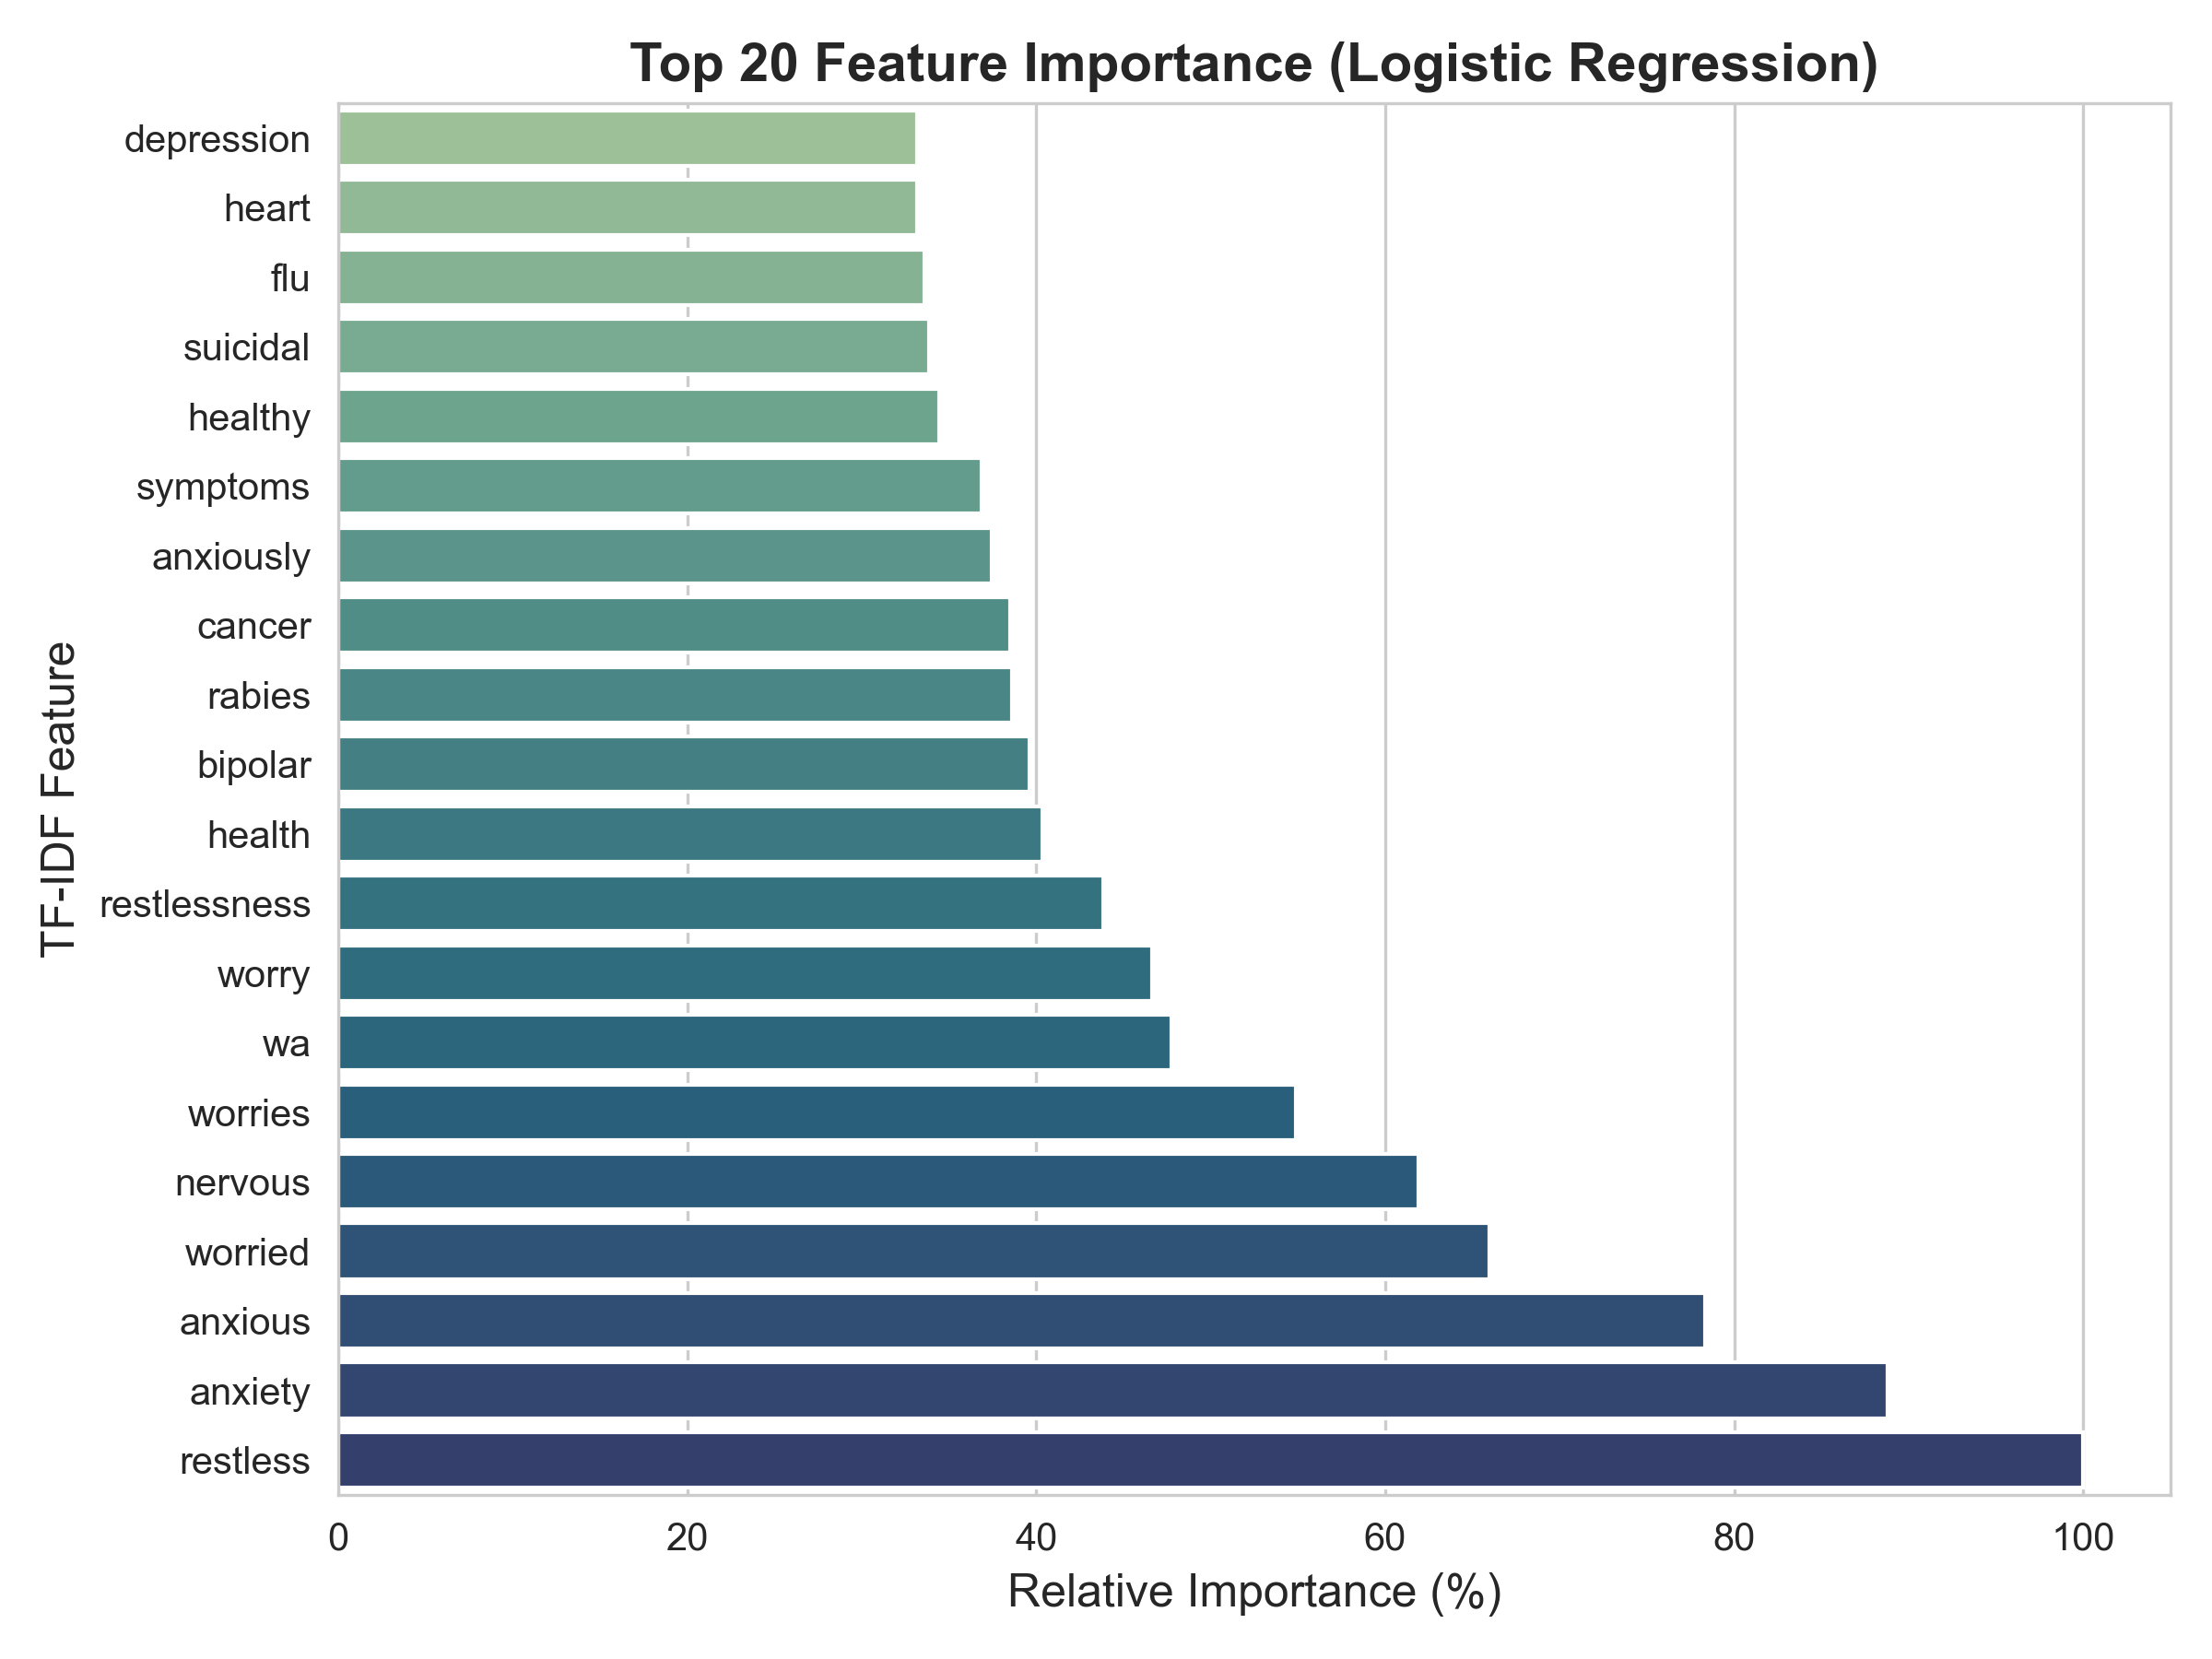 Top 20 Feature Importance (Logistic Regression)
TF-IDF Feature
depression
heart
flu
suicidal
healthy
symptoms
anxiously
cancer
rabies
bipolar
health
restlessness
worry
wa
worries
nervous
worried
anxious
anxiety
restless
0 20 40 60 80 100
Relative Importance (%)